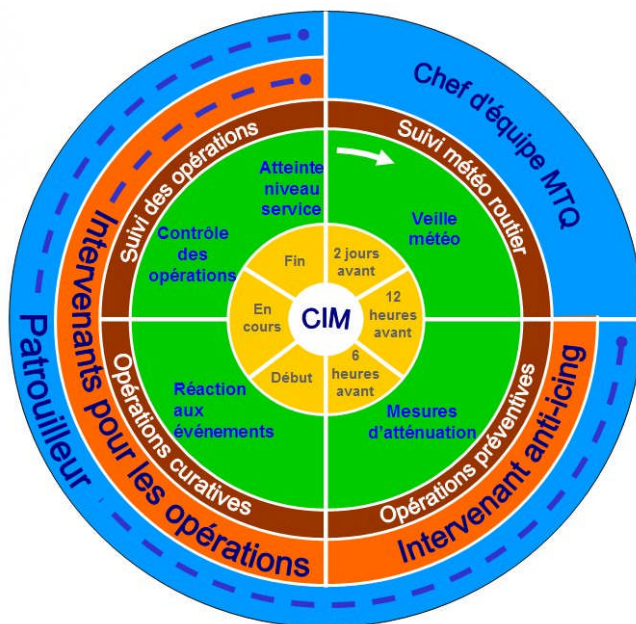 Chef d'équipe MTQ
Suivi météo routier
Veille
météo
2 jours
avant
12
heures
avant
6
heures
avant
Mesures
d'atténuation
Opérations préventives
Intervenant anti-icing
CIM
Début
Réaction
aux
événements
Opérations curatives
En
cours
Contrôle
des
opérations
Fin
Atteinte
niveau
service
Suivi des opérations
Intervenants pour les opérations
Patrouilleur